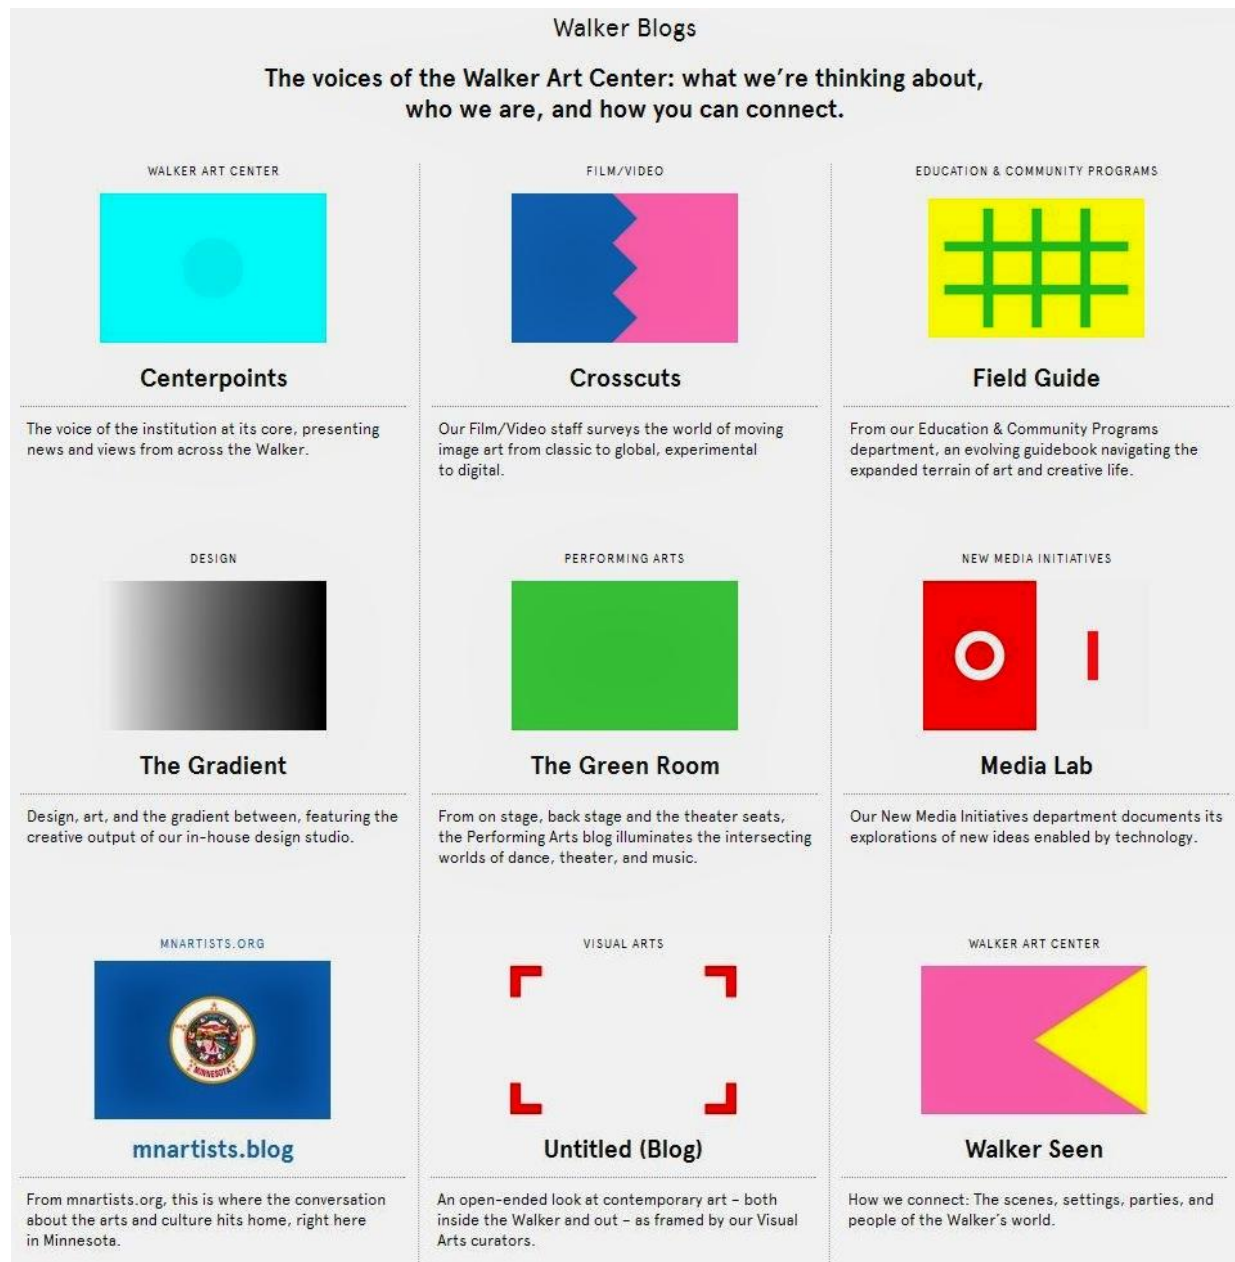 Walker Blogs
The voices of the Walker Art Center: what we're thinking about,
who we are, and how you can connect.
WALKER ART CENTER
Centerpoints
The voice of the institution at its core, presenting
news and views from across the Walker.
FILM/VIDEO
Crosscuts
Our Film/Video staff surveys the world of moving
image art from classic to global, experimental
to digital.
EDUCATION & COMMUNITY PROGRAMS
Field Guide
From our Education & Community Programs
department, an evolving guidebook navigating the
expanded terrain of art and creative life.
DESIGN
The Gradient
Design, art, and the gradient between, featuring the
creative output of our in-house design studio.
PERFORMING ARTS
The Green Room
From on stage, back stage and the theater seats,
the Performing Arts blog illuminates the intersecting
worlds of dance, theater, and music.
NEW MEDIA INITIATIVES
Media Lab
Our New Media Initiatives department documents its
explorations of new ideas enabled by technology.
MNARTISTS.ORG
MINNESOTA
mnartists.blog
From mnartists.org, this is where the conversation
about the arts and culture hits home, right here
in Minnesota.
VISUAL ARTS
Untitled (Blog)
An open-ended look at contemporary art – both
inside the Walker and out – as framed by our Visual
Arts curators.
WALKER ART CENTER
Walker Seen
How we connect: The scenes, settings, parties, and
people of the Walker's world.